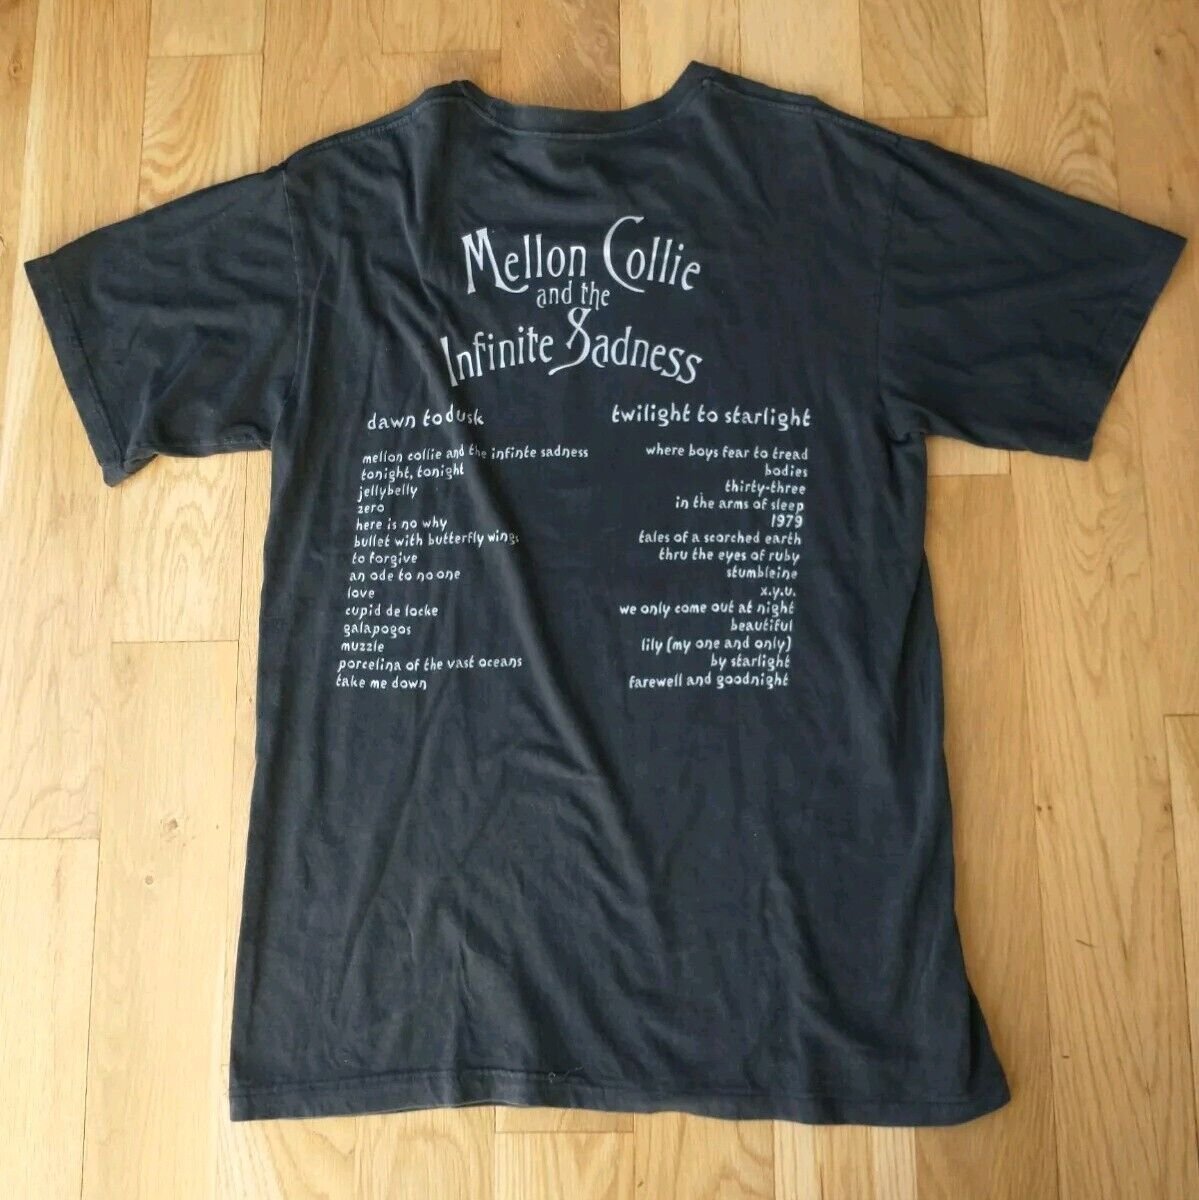 Mellon Collie
and the
Infinite Sadness
dawn to dusk
mellon collie and the infinte sadness
tonight, tonight
jellybelly
zero
here is no why
bullet with butterfly wings
to forgive
an ode to no one
love
cupid de locke
galapogos
muzzle
porcelina of the vast oceans
take me down
twilight to starlight
where boys fear to tread
bodies
thirty-three
in the arms of sleep
1979
tales of a scorched earth
thru the eyes of ruby
stumbleine
x.y.u.
we only come out at night
beautiful
lily (my one and only)
by starlight
farewell and goodnight